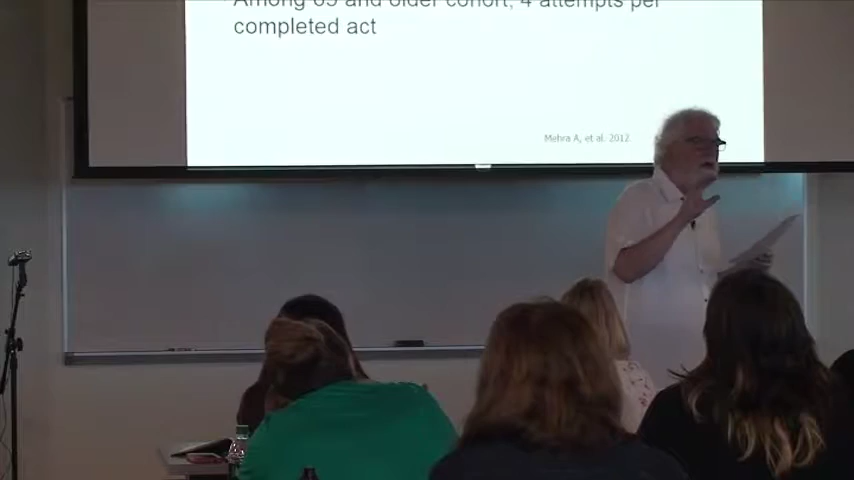 Among 65 and older cohort, 4 attempts per
completed act
Mehra A, et al. 2012.